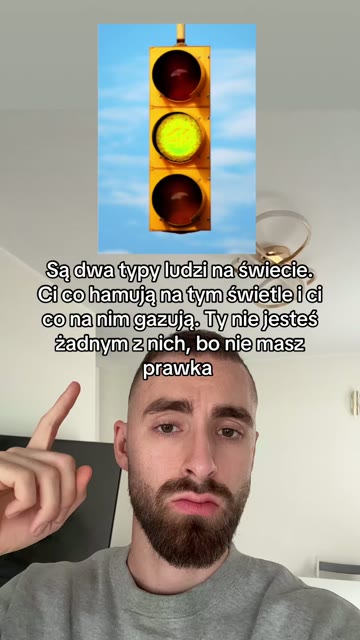 Są dwa typy ludzi na świecie.
Ci co hamują na tym świetle i ci
co na nim gazują. Ty nie jesteś
żadnym z nich, bo nie masz
prawka